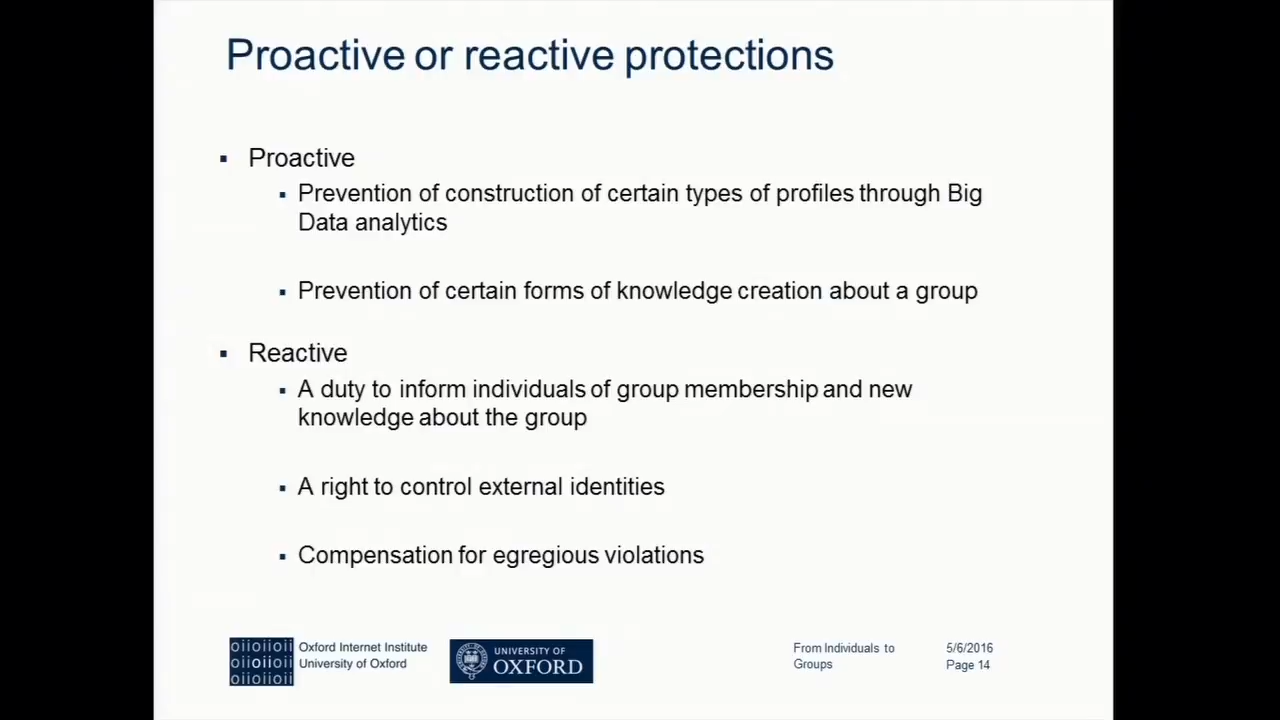 Proactive or reactive protections
▪ Proactive
▪ Prevention of construction of certain types of profiles through Big
Data analytics
▪ Prevention of certain forms of knowledge creation about a group
▪ Reactive
▪ A duty to inform individuals of group membership and new
knowledge about the group
▪ A right to control external identities
▪ Compensation for egregious violations
oiioiioii
oiioiioii
oiioiioii
Oxford Internet Institute
University of Oxford
UNIVERSITY OF
OXFORD
From Individuals to
Groups
5/6/2016
Page 14